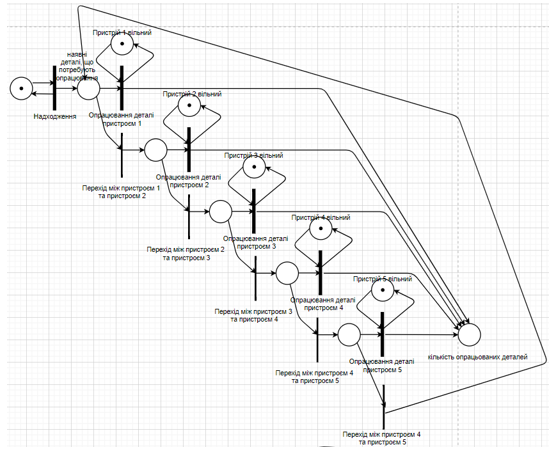 Пристрій 1 вільний
наявні
деталі, що
потребують
опрацювання
Надходження
Опрацювання деталі
пристроєм 1
Пристрій 2 вільний
Перехід між пристроєм 1
та пристроєм 2
Опрацювання деталі
пристроєм 2
Пристрій 3 вільний
Перехід між пристроєм 2
та пристроєм 3
Опрацювання деталі
пристроєм 3
Пристрій 4 вільний
Перехід між пристроєм 3
та пристроєм 4
Опрацювання деталі
пристроєм 4
Пристрій 5 вільний
Перехід між пристроєм 4
та пристроєм 5
Опрацювання деталі
пристроєм 5
кількість опрацьованих деталей
Перехід між пристроєм 4
та пристроєм 5